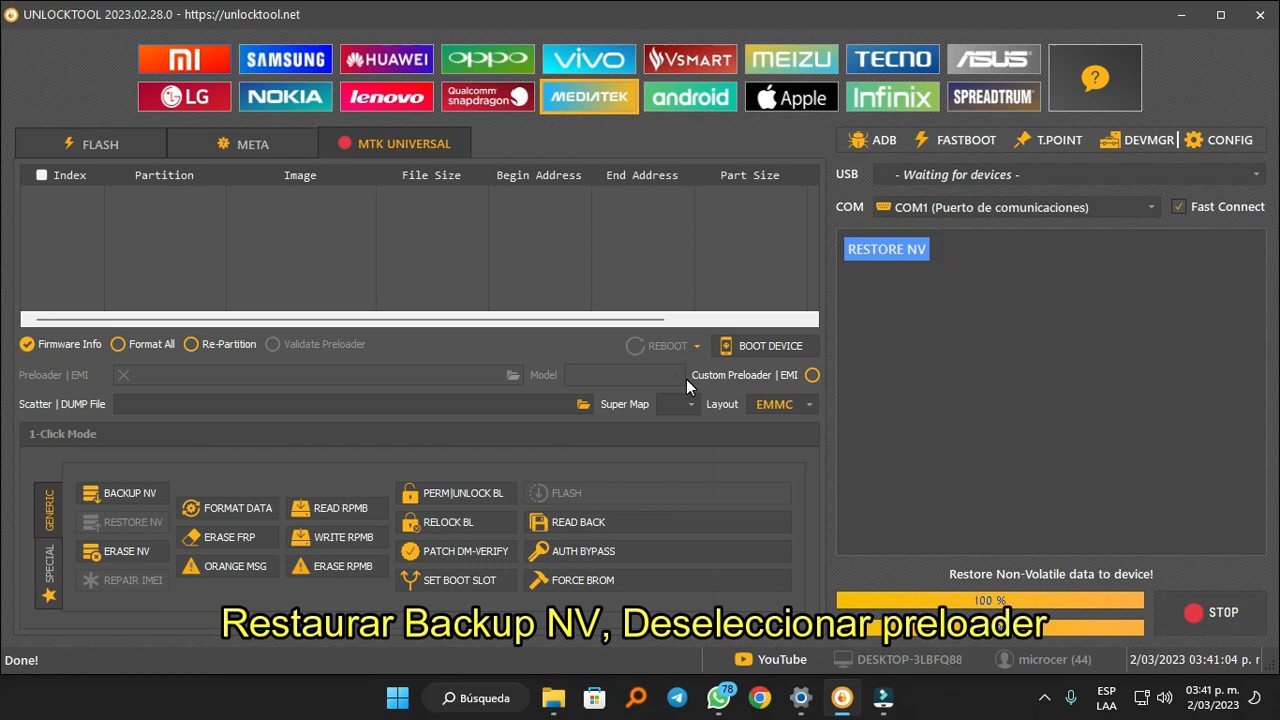 UNLOCKTOOL 2023.02.28.0 - https://unlocktool.net
MI SAMSUNG HUAWEI oppo vivo VSMART MEIZU TECNO ASUS ?
LG NOKIA lenovo Qualcomm snapdragon MEDIATEK android Apple Infinix SPREADTRUM
FLASH META MTK UNIVERSAL
ADB FASTBOOT T.POINT DEVMGR CONFIG
Index Partition Image File Size Begin Address End Address Part Size
USB - Waiting for devices -
COM COM1 (Puerto de comunicaciones) Fast Connect
RESTORE NV
Firmware Info Format All Re-Partition Validate Preloader REBOOT BOOT DEVICE
Preloader | EMI Model Custom Preloader | EMI
Scatter | DUMP File Super Map Layout EMMC
1-Click Mode
GENERIC
SPECIAL
BACKUP NV
RESTORE NV
ERASE NV
REPAIR IMEI
FORMAT DATA
ERASE FRP
ORANGE MSG
READ RPMB
WRITE RPMB
ERASE RPMB
PERM|UNLOCK BL
RELOCK BL
PATCH DM-VERIFY
SET BOOT SLOT
FLASH
READ BACK
AUTH BYPASS
FORCE BROM
Restore Non-Volatile data to device!
100 %
STOP
Restaurar Backup NV, Deseleccionar preloader
Done! YouTube DESKTOP-3LBFQ88 microcer (44) 2/03/2023 03:41:04 p. r
Búsqueda 78 ESP LAA 03:41 p. m. 2/03/2023